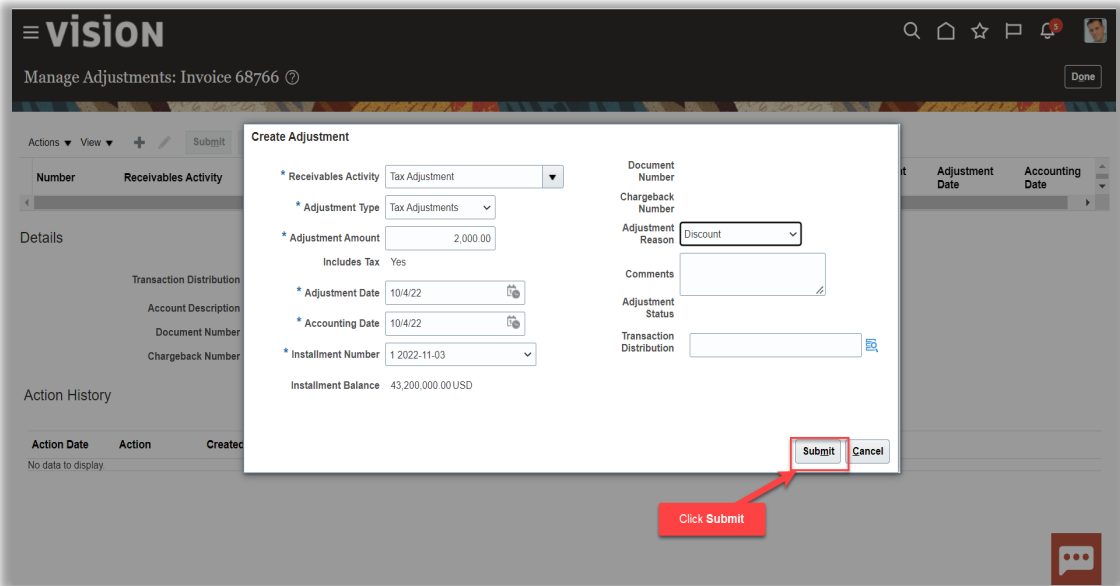 vision
5
Manage Adjustments: Invoice 68766
Done
Actions View Submit
Number Receivables Activity Adjustment Date Accounting Date
Details
Transaction Distribution
Account Description
Document Number
Chargeback Number
Action History
Action Date Action
No data to display.
Create Adjustment
* Receivables Activity Tax Adjustment
* Adjustment Type Tax Adjustments
* Adjustment Amount 2,000.00
Includes Tax Yes
* Adjustment Date 10/4/22
* Accounting Date 10/4/22
* Installment Number 1 2022-11-03
Installment Balance 43,200,000.00 USD
Document
Number
Chargeback
Number
Adjustment
Reason Discount
Comments
Adjustment
Status
Transaction
Distribution
Submit Cancel
Click Submit